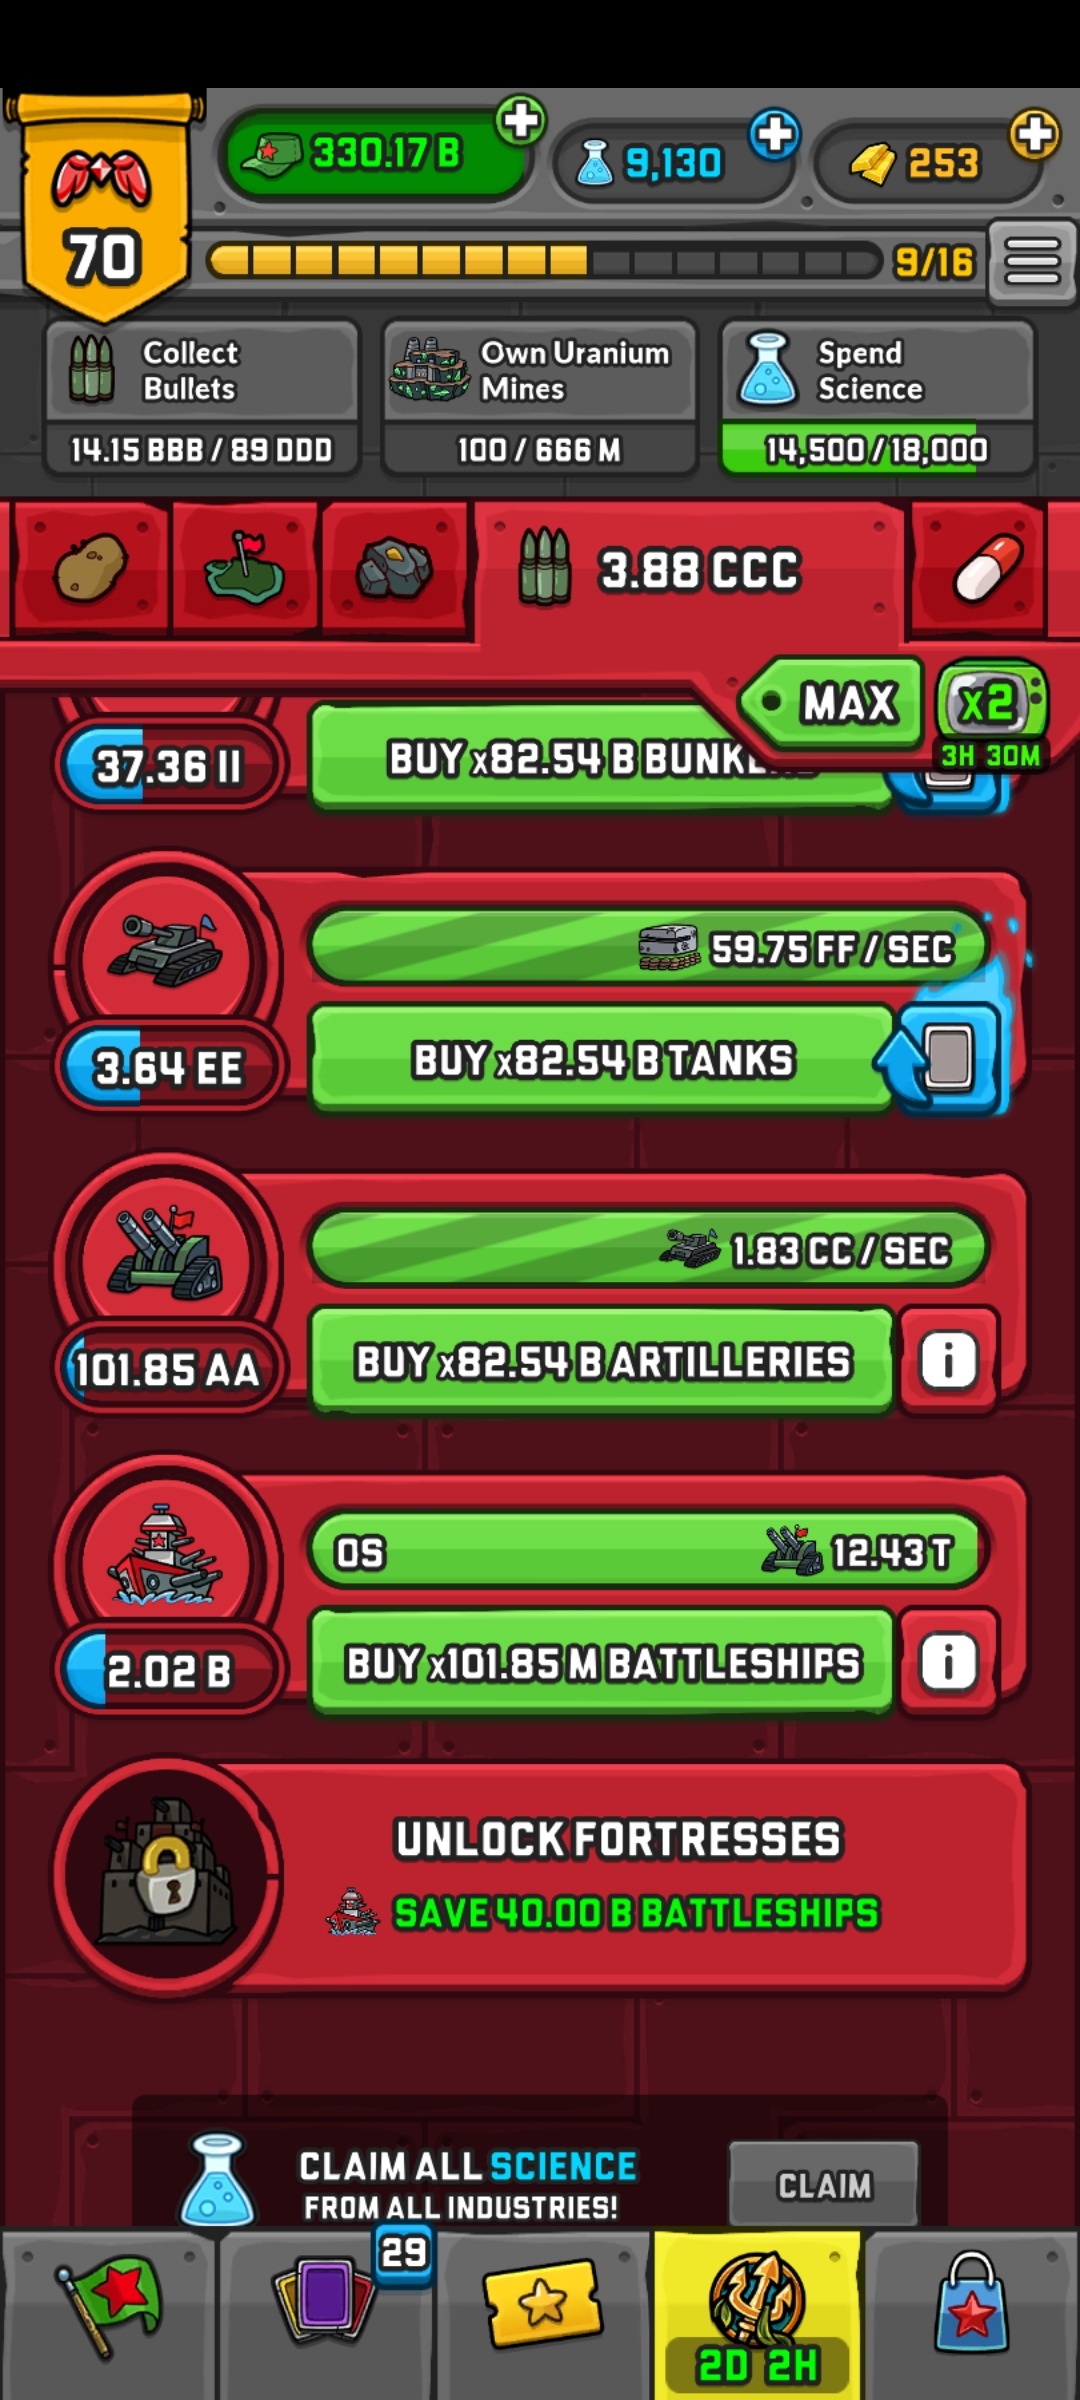 330.17 B
9,130
253
70
9/16
Collect
Bullets
14.15 BBB / 89 DDD
Own Uranium
Mines
100 / 666 M
Spend
Science
14,500 / 18,000
3.88 CCC
MAX
x2
3H 30M
37.36 II
BUY x82.54 B
59.75 FF / SEC
3.64 EE
BUY x82.54 B TANKS
1.83 CC / SEC
101.85 AA
BUY x82.54 B ARTILLERIES
0S
12.43 T
2.02 B
BUY x101.85 M BATTLESHIPS
UNLOCK FORTRESSES
SAVE 40.00 B BATTLESHIPS
CLAIM ALL SCIENCE
FROM ALL INDUSTRIES!
CLAIM
29
2D 2H